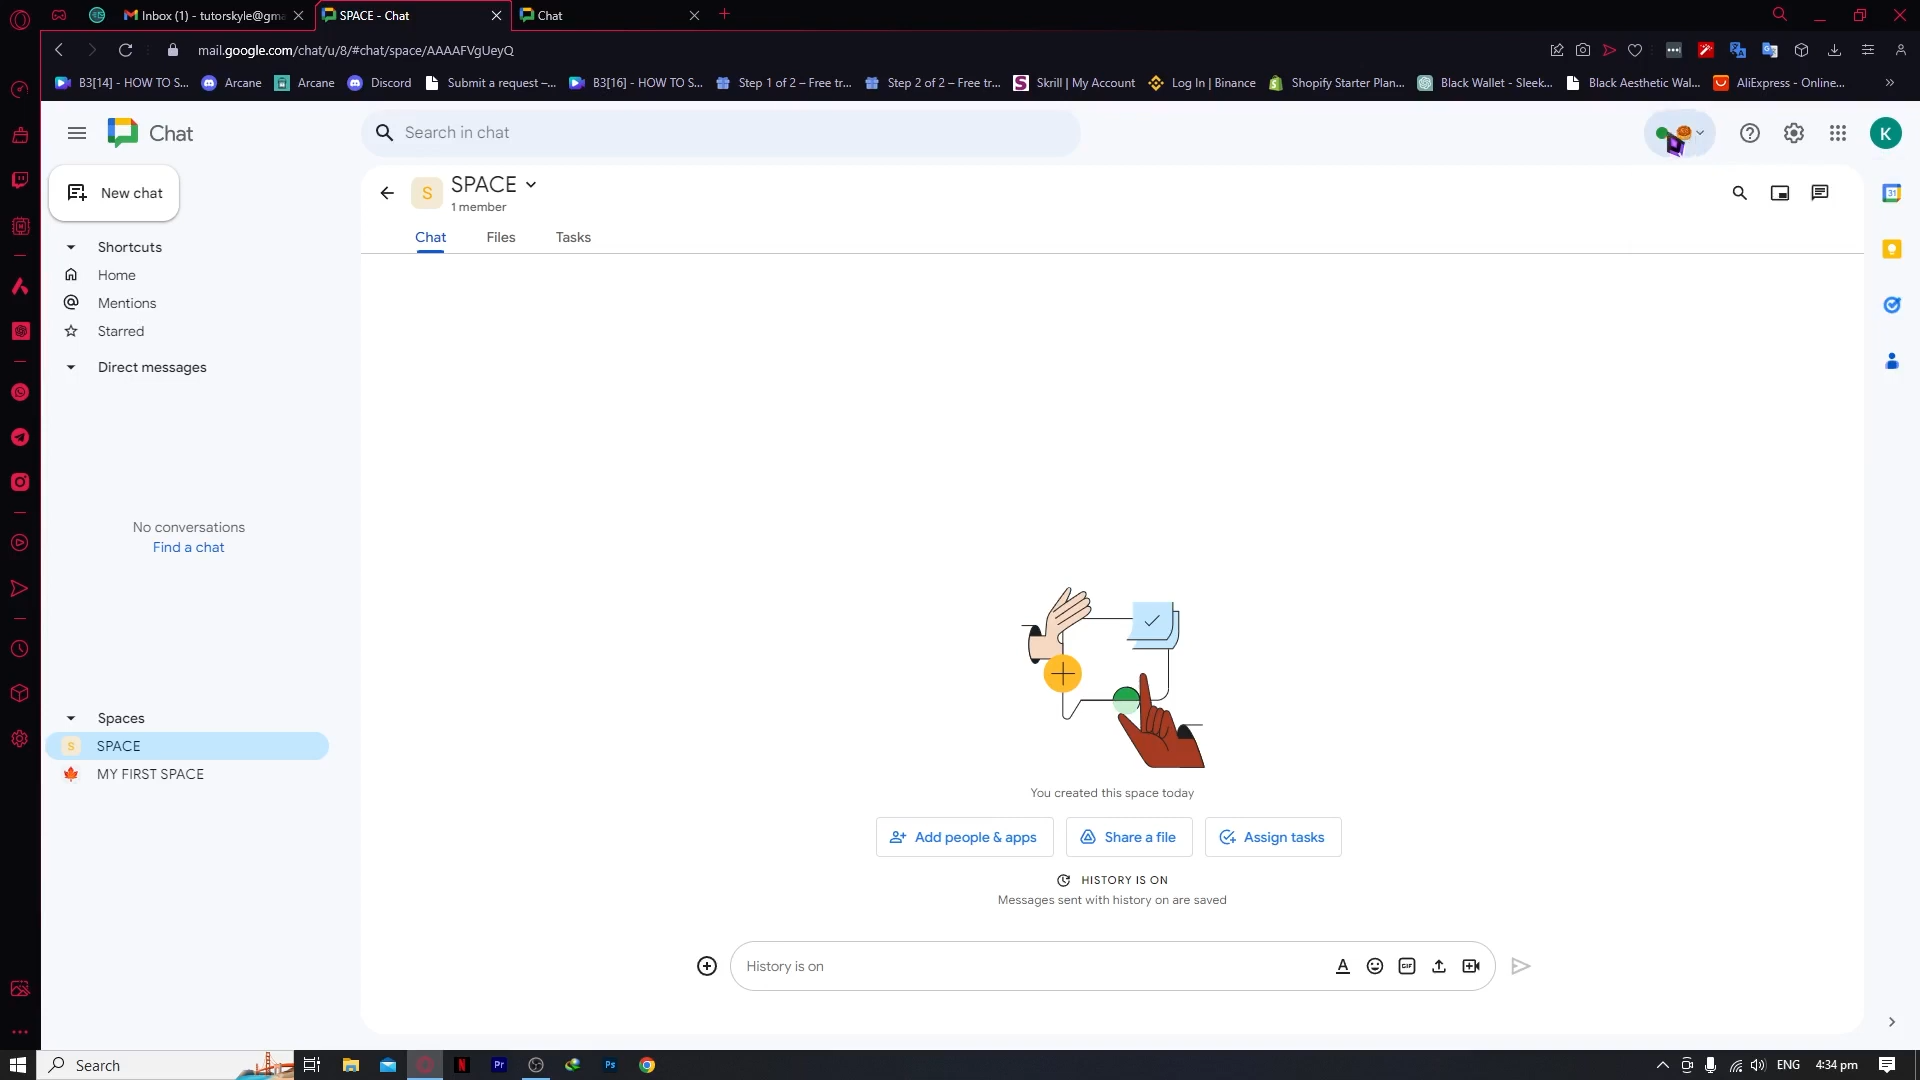 Inbox (1) - tutorskyle@gma
SPACE - Chat
Chat
mail.google.com/chat/u/8/#chat/space/AAAAFVgUeyQ
B3[14] - HOW TO S...
Arcane
Arcane
Discord
Submit a request –...
B3[16] - HOW TO S...
Step 1 of 2 – Free tr...
Step 2 of 2 – Free tr...
Skrill | My Account
Log In | Binance
Shopify Starter Plan...
Black Wallet - Sleek...
Black Aesthetic Wal...
AliExpress - Online...
Chat
Search in chat
K
New chat
S
SPACE
1 member
31
Chat
Files
Tasks
Shortcuts
Home
Mentions
Starred
Direct messages
No conversations
Find a chat
Spaces
S
SPACE
MY FIRST SPACE
You created this space today
Add people & apps
Share a file
Assign tasks
HISTORY IS ON
Messages sent with history on are saved
History is on
GIF
Search
N
Pr
Ps
ENG
4:34 pm